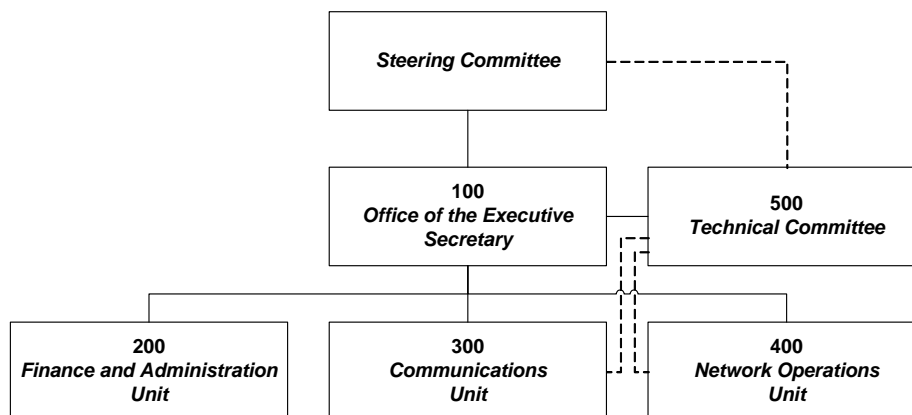 Steering Committee
100
Office of the Executive
Secretary
500
Technical Committee
200
Finance and Administration
Unit
300
Communications
Unit
400
Network Operations
Unit